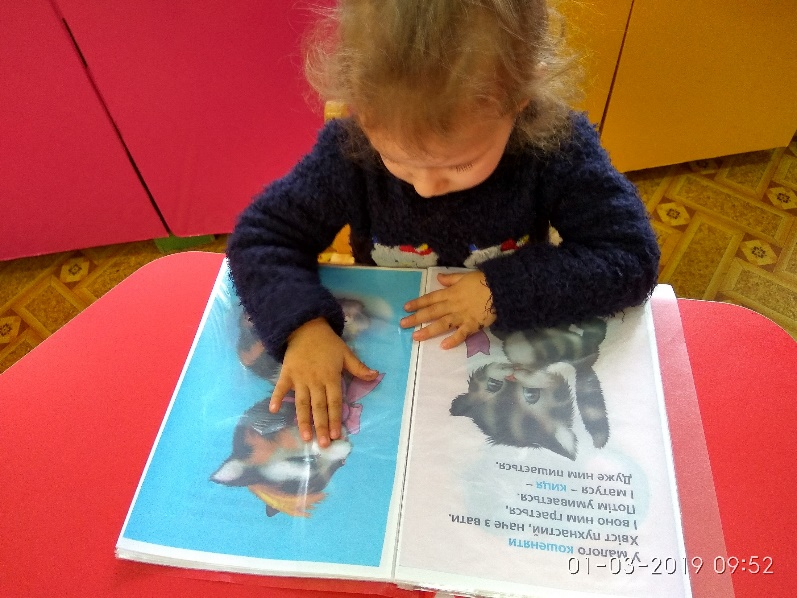 У малого кошеняти
Хвіст пухнастий, наче з вати.
І воно ним грається,
Потім умивається.
І матуся – киця –
Дуже ним пишається.
01-03-2019 09:52